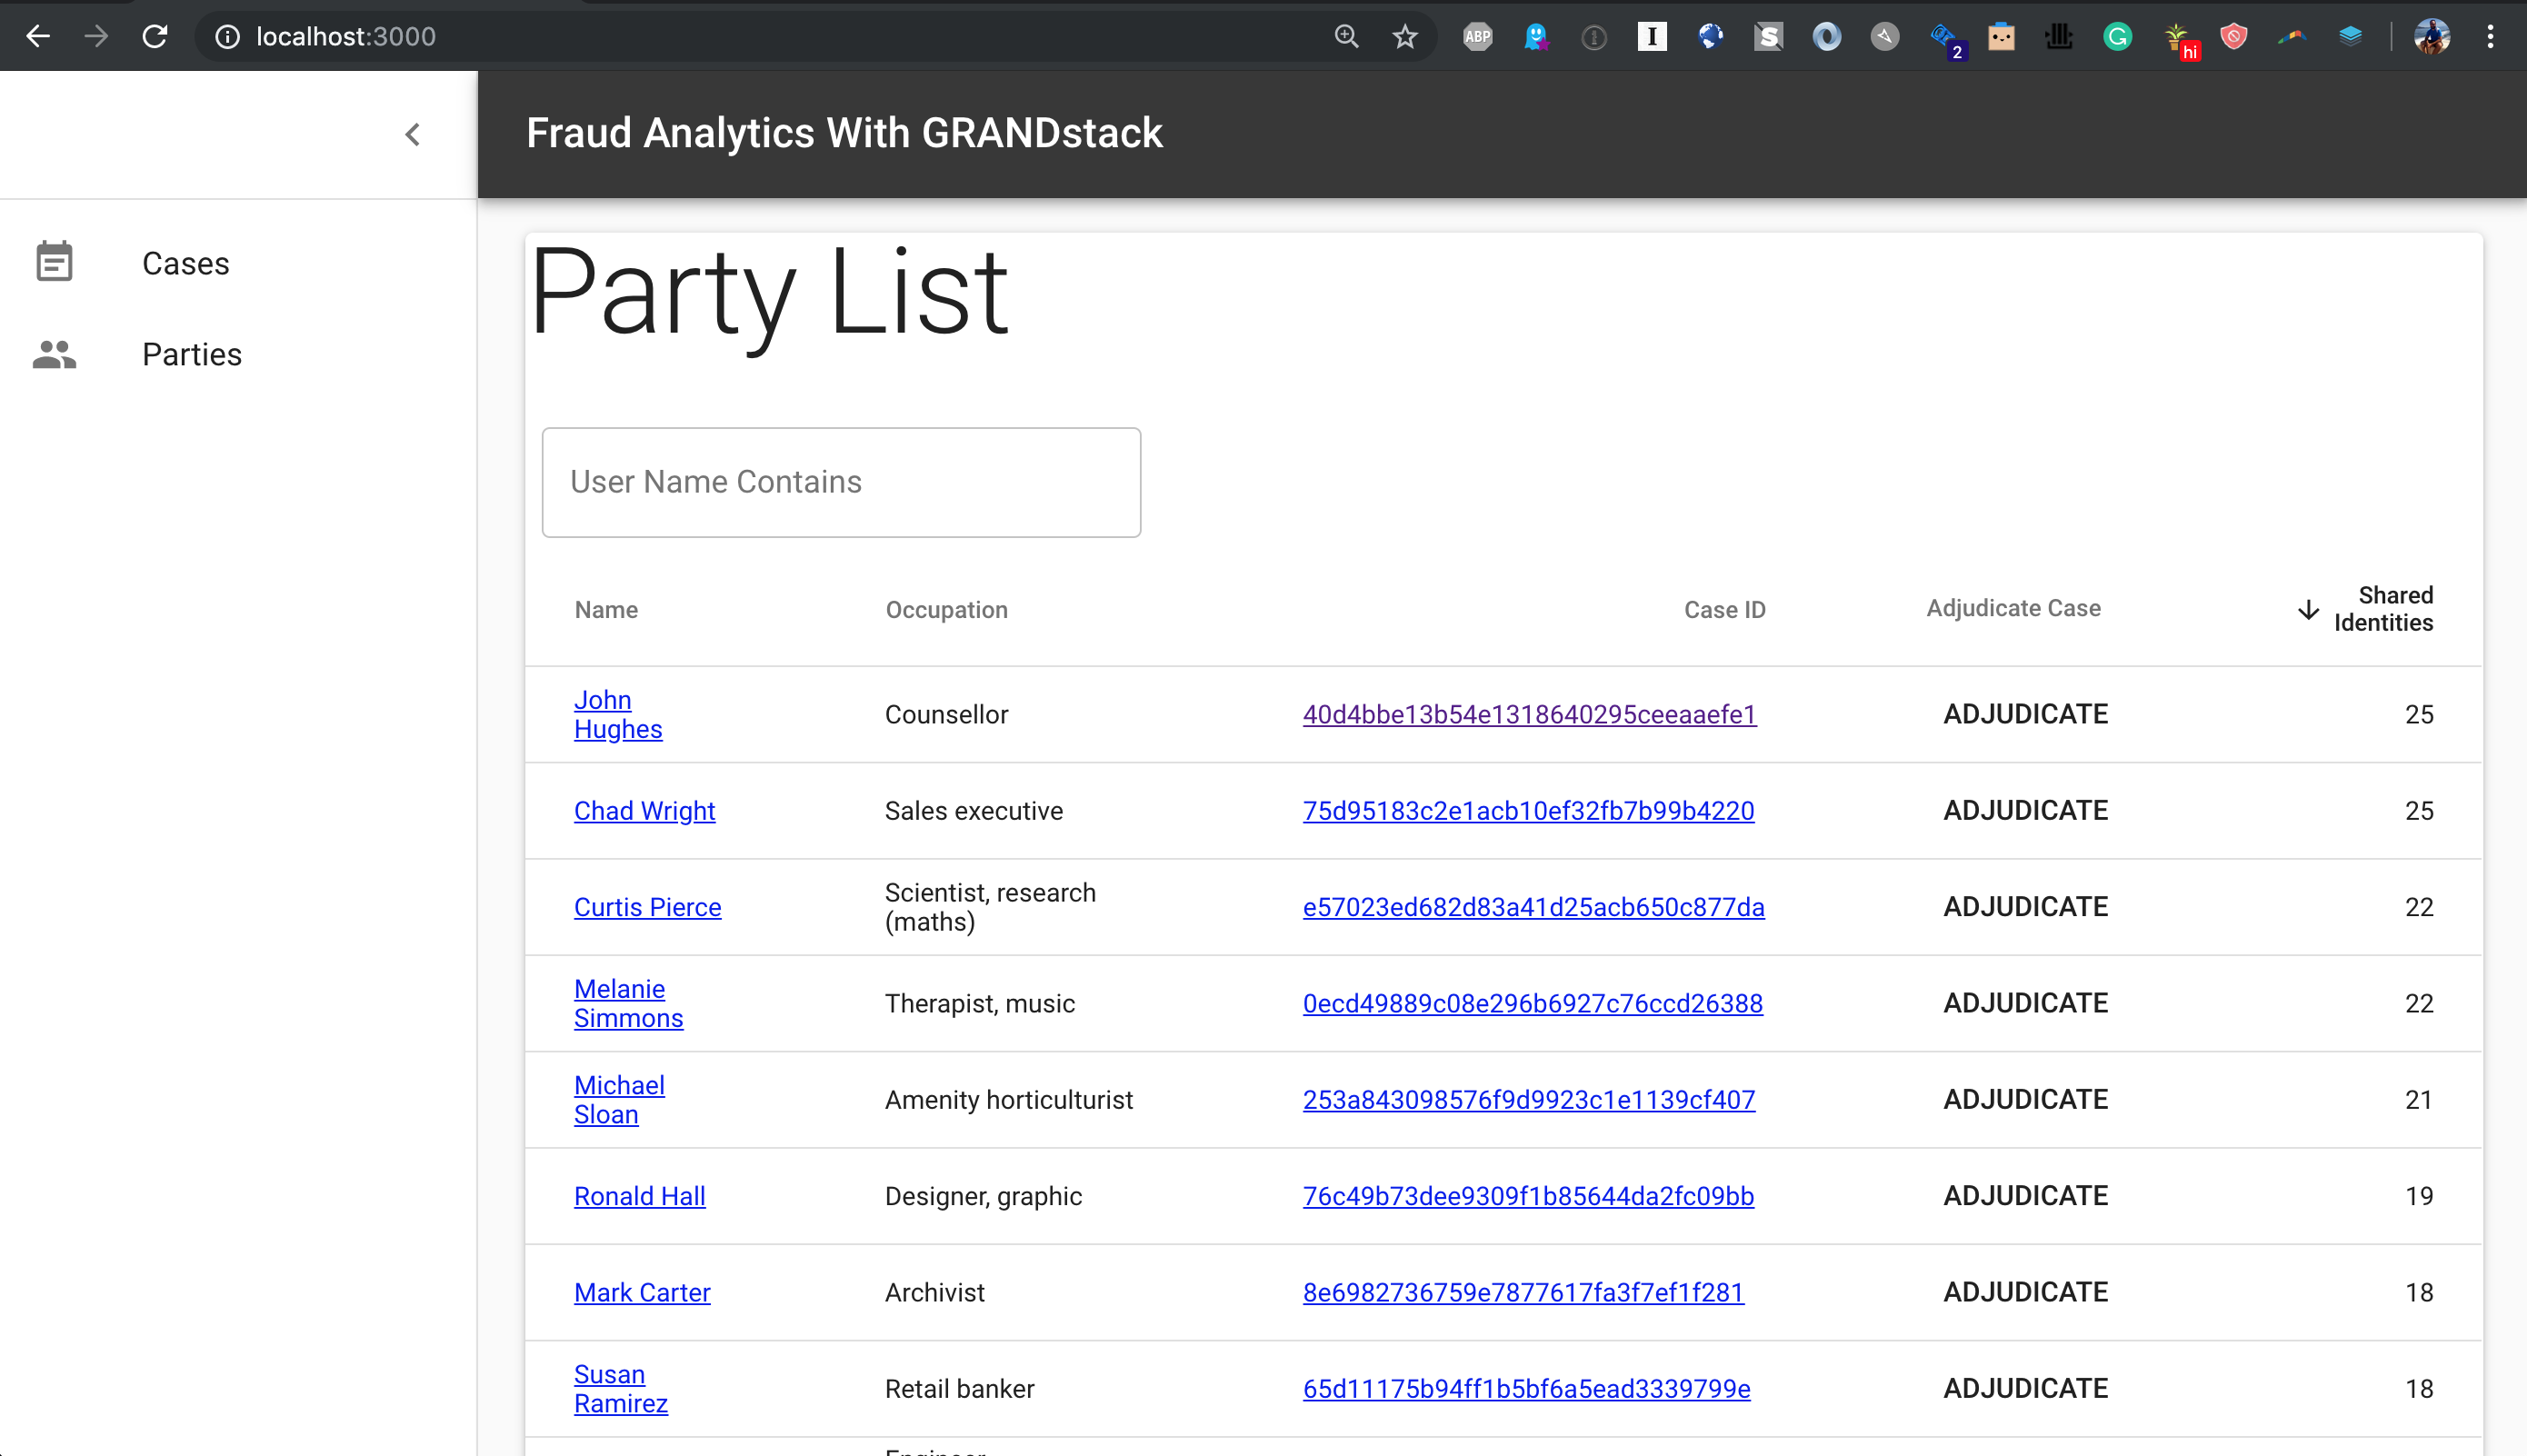 localhost:3000
ABP
2
hi
Fraud Analytics With GRANDstack
Cases
Parties
Party List
User Name Contains
Name Occupation Case ID Adjudicate Case Shared Identities
John Hughes Counsellor 40d4bbe13b54e1318640295ceeaaefe1 ADJUDICATE 25
Chad Wright Sales executive 75d95183c2e1acb10ef32fb7b99b4220 ADJUDICATE 25
Curtis Pierce Scientist, research (maths) e57023ed682d83a41d25acb650c877da ADJUDICATE 22
Melanie Simmons Therapist, music 0ecd49889c08e296b6927c76ccd26388 ADJUDICATE 22
Michael Sloan Amenity horticulturist 253a843098576f9d9923c1e1139cf407 ADJUDICATE 21
Ronald Hall Designer, graphic 76c49b73dee9309f1b85644da2fc09bb ADJUDICATE 19
Mark Carter Archivist 8e6982736759e7877617fa3f7ef1f281 ADJUDICATE 18
Susan Ramirez Retail banker 65d11175b94ff1b5bf6a5ead3339799e ADJUDICATE 18